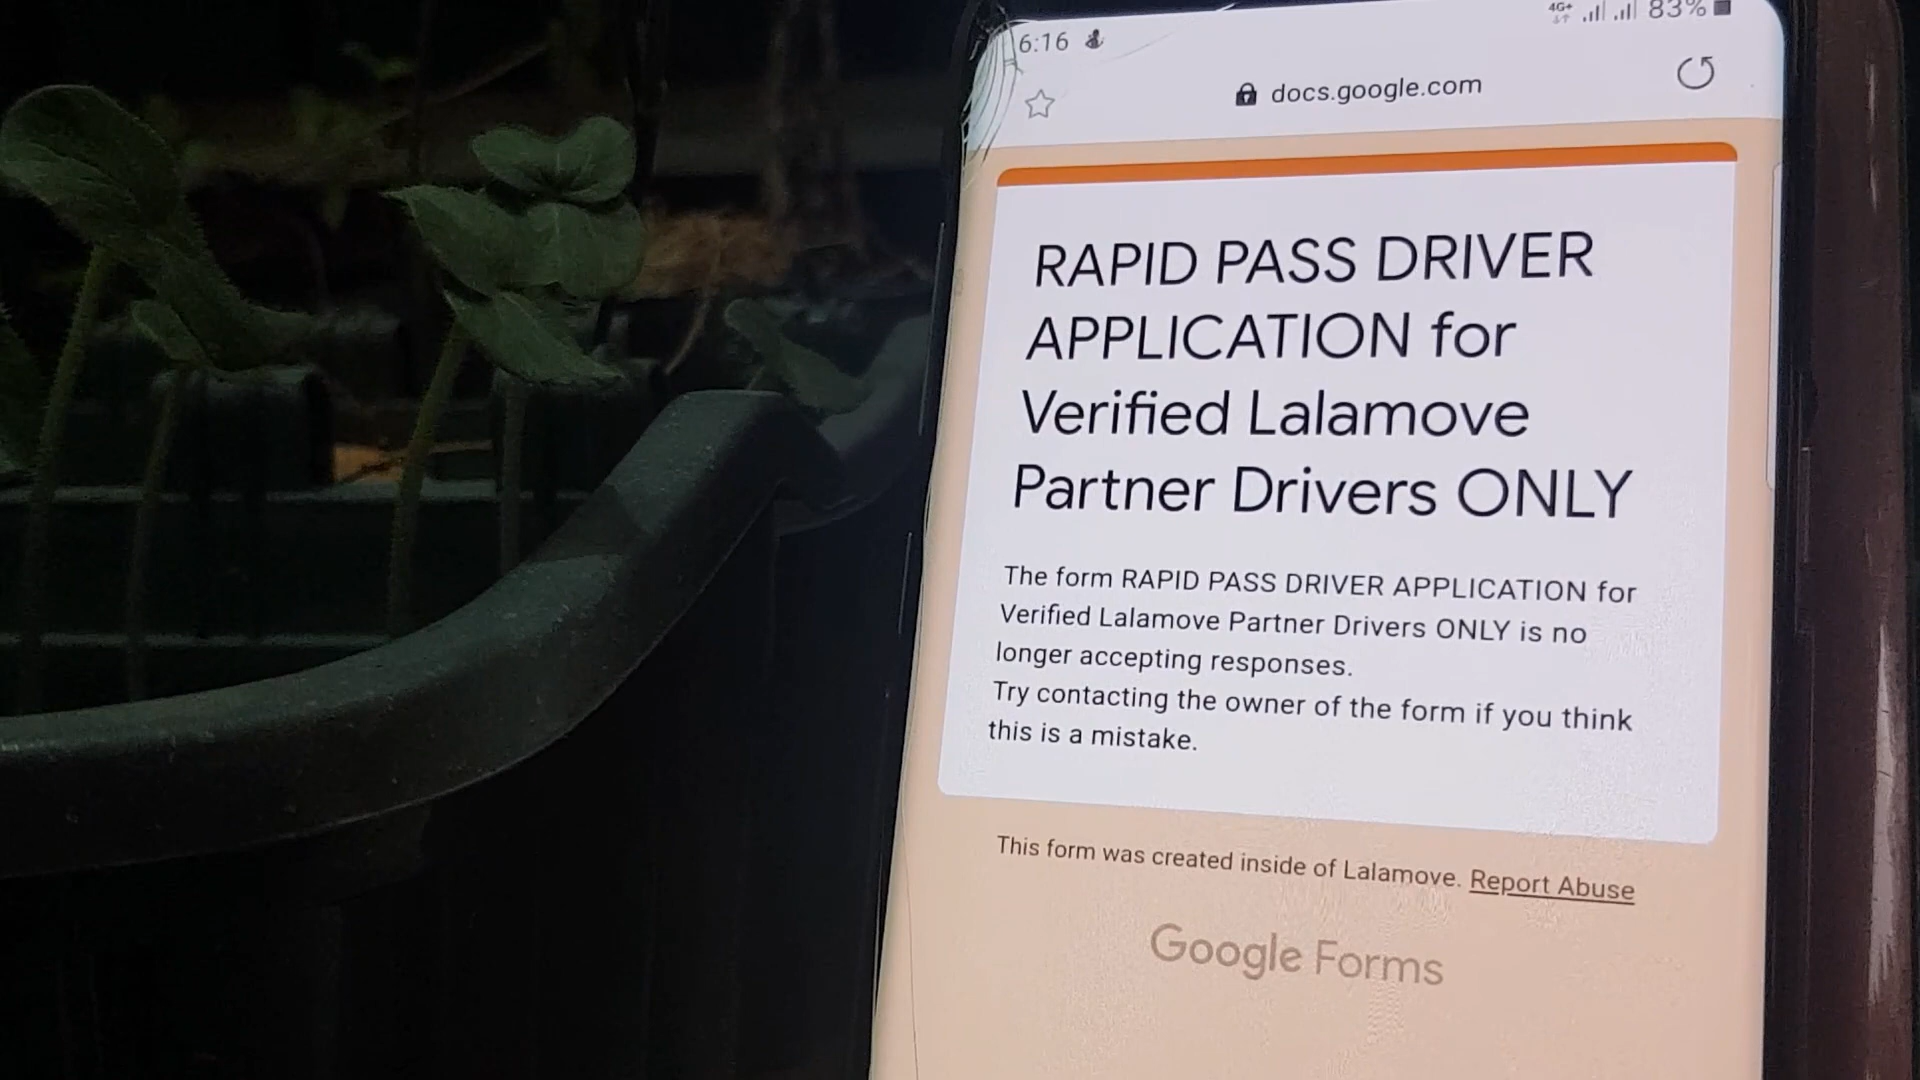 6:16
4G+ 83%
docs.google.com
RAPID PASS DRIVER
APPLICATION for
Verified Lalamove
Partner Drivers ONLY
The form RAPID PASS DRIVER APPLICATION for
Verified Lalamove Partner Drivers ONLY is no
longer accepting responses.
Try contacting the owner of the form if you think
this is a mistake.
This form was created inside of Lalamove. Report Abuse
Google Forms